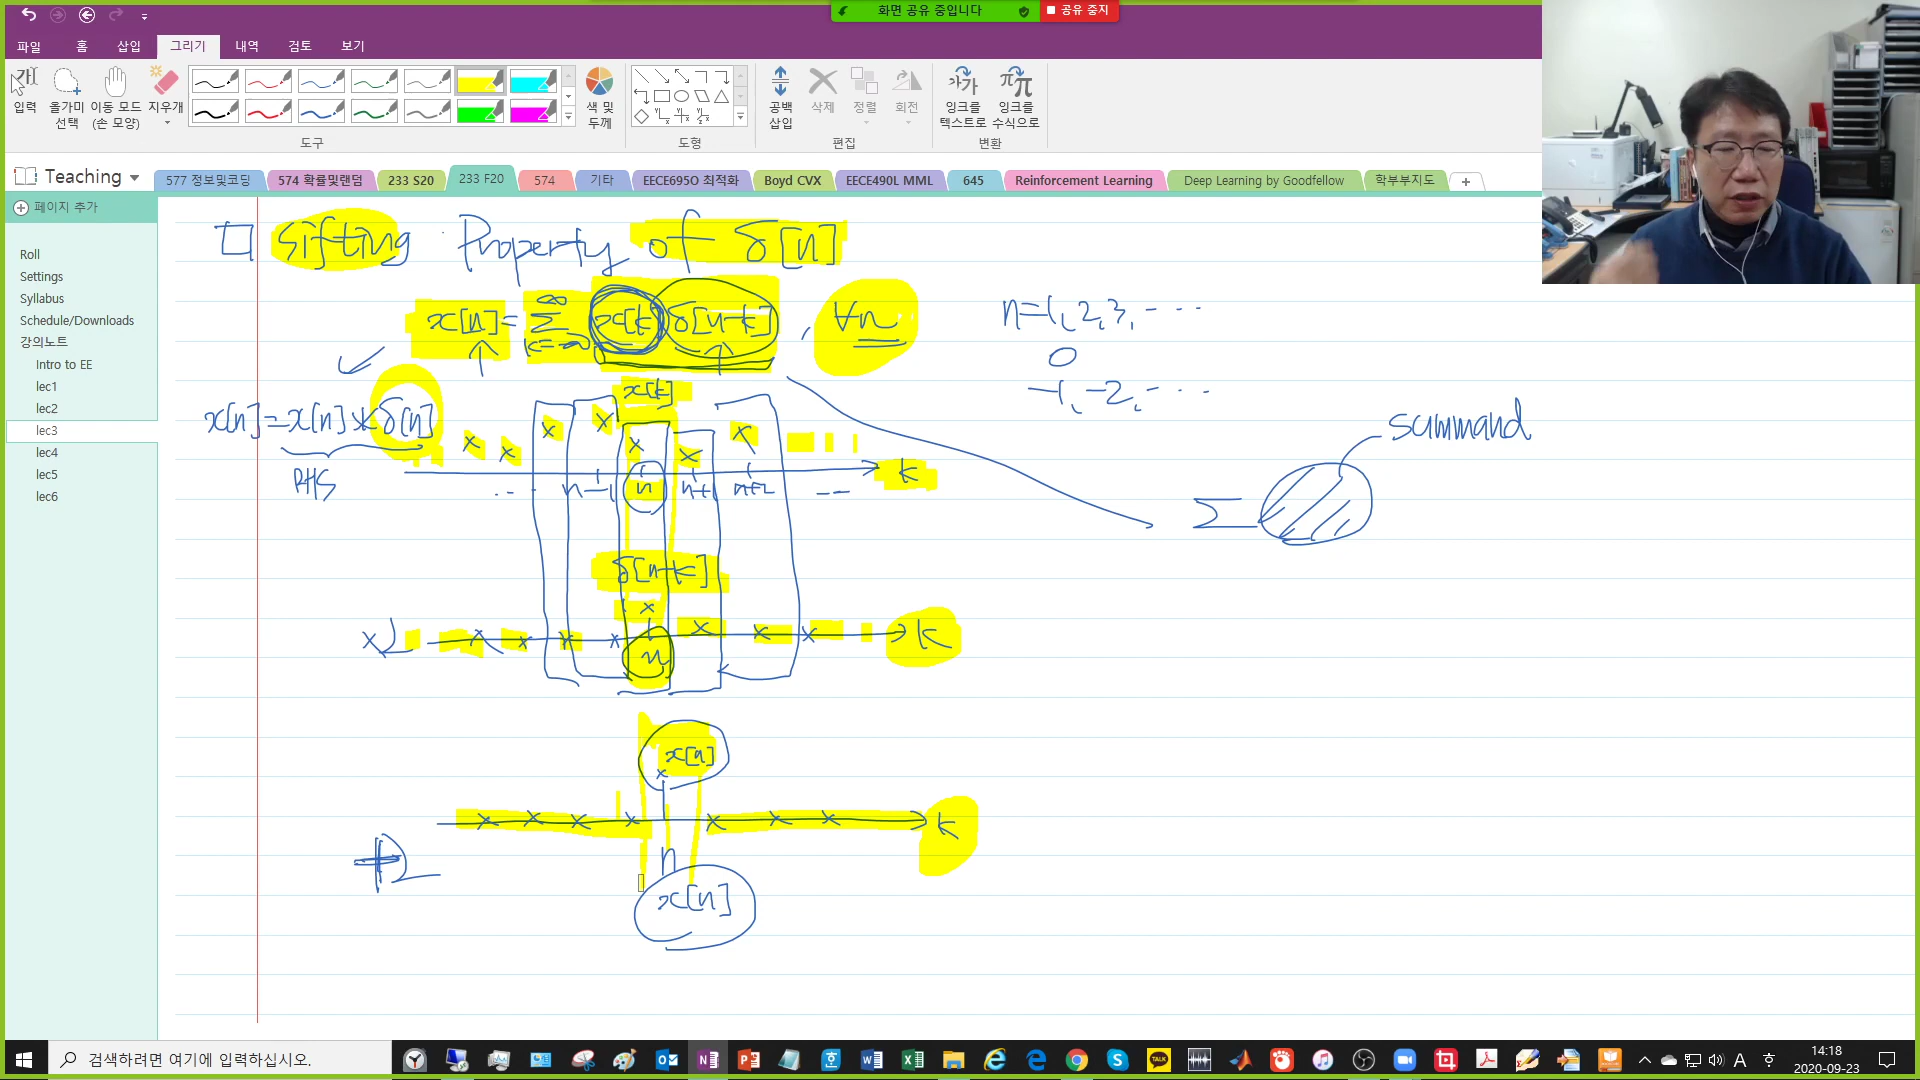 화면 공유 중입니다
공유 중지
파일 홈 삽입 그리기 내역 검토 보기
입력
올가미 선택
이동 모드 (손 모양)
지우개
색 및 두께
공백 삽입
삭제
정렬
회전
잉크를 텍스트로
잉크를 수식으로
도구
도형
편집
변환
Teaching
577 정보및코딩
574 확률및랜덤
233 S20
233 F20
574
기타
EECE695O 최적화
Boyd CVX
EECE490L MML
645
Reinforcement Learning
Deep Learning by Goodfellow
학부부지도
페이지 추가
Roll
Settings
Syllabus
Schedule/Downloads
강의노트
Intro to EE
lec1
lec2
lec3
lec4
lec5
lec6
□ Sifting Property of δ[n]
x[n] = ∑ x[k] δ[n-k] , ∀n
∞
k=-∞
n=1, 2, 3, ...
0
-1, -2, ...
x[n] = x[n] * δ[n]
RHS
x[k]
... n-1 n n+1 n+2 ...
k
summand
∑
δ[n-k]
n
k
x[n]
n
k
x[n]
검색하려면 여기에 입력하십시오.
TALK
A
14:18
2020-09-23